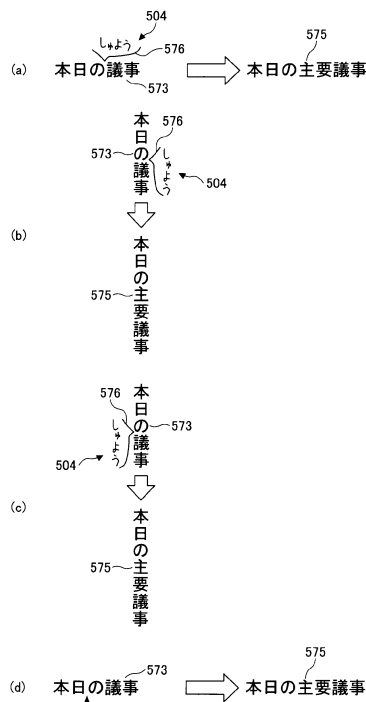 504
しゅよう 576 575
(a) 本日の議事 本日の主要議事
573
576
573 本日の議事 しゅよう
504
(b)
575 本日の主要議事
576 本日の議事 573
しゅよう
504
(c)
575 本日の主要議事
573 575
(d) 本日の議事 本日の主要議事